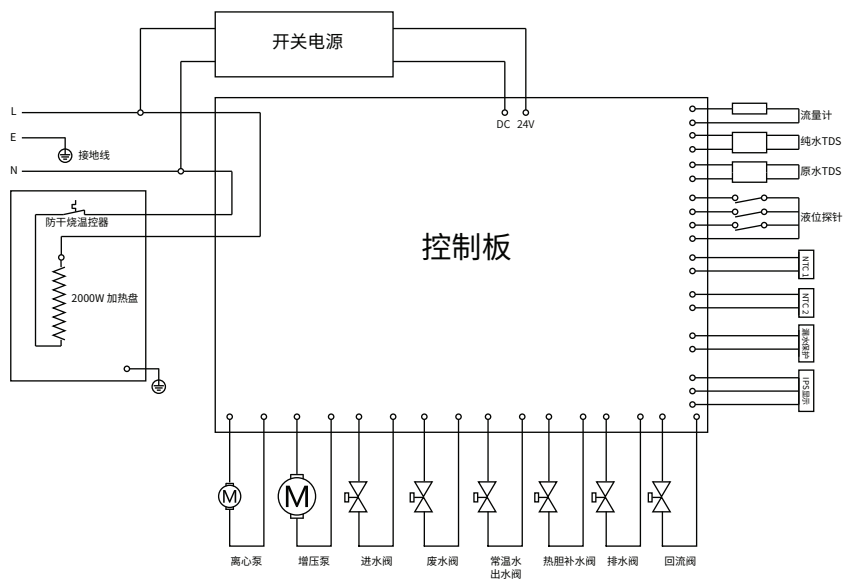 开关电源
L
DC 24V
流量计
E
纯水TDS
接地线
N
原水TDS
防干烧温控器
液位探针
控制板
NTC 1
2000W 加热盘
NTC 2
漏水保护
IPS显示
M
M
离心泵
增压泵
进水阀
废水阀
常温水
出水阀
热胆补水阀
排水阀
回流阀